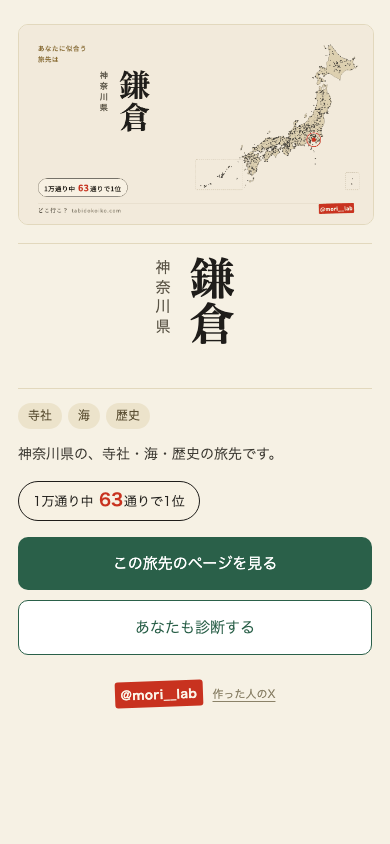 あなたに似合う
旅先は
鎌倉
神奈川県
1万通り中 63通りで1位
どこ行こ? tabidokoiko.com
@mori__lab
鎌倉
神奈川県
寺社
海
歴史
神奈川県の、寺社・海・歴史の旅先です。
1万通り中 63通りで1位
この旅先のページを見る
あなたも診断する
@mori__lab 作った人のX